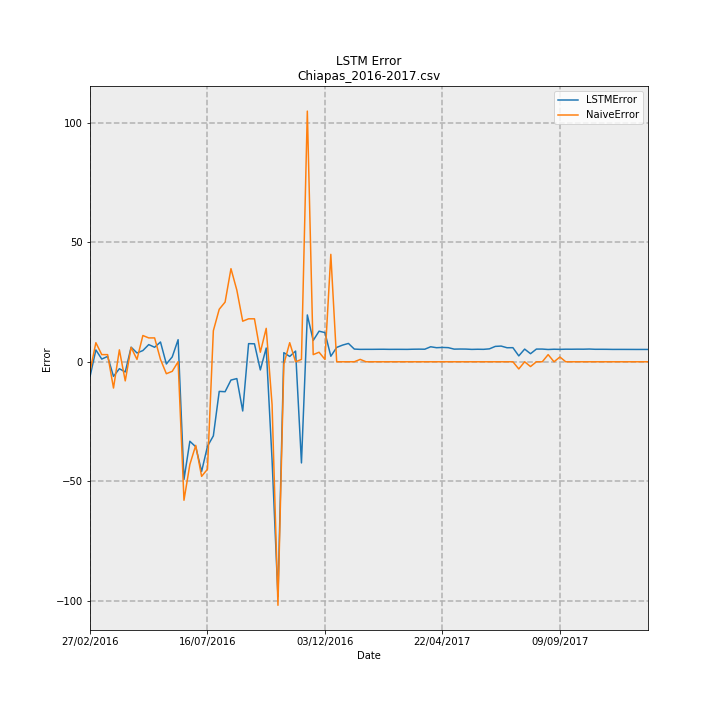 LSTM Error
Chiapas_2016-2017.csv
LSTMError
NaiveError
100
50
0
−50
−100
Error
27/02/2016
16/07/2016
03/12/2016
22/04/2017
09/09/2017
Date